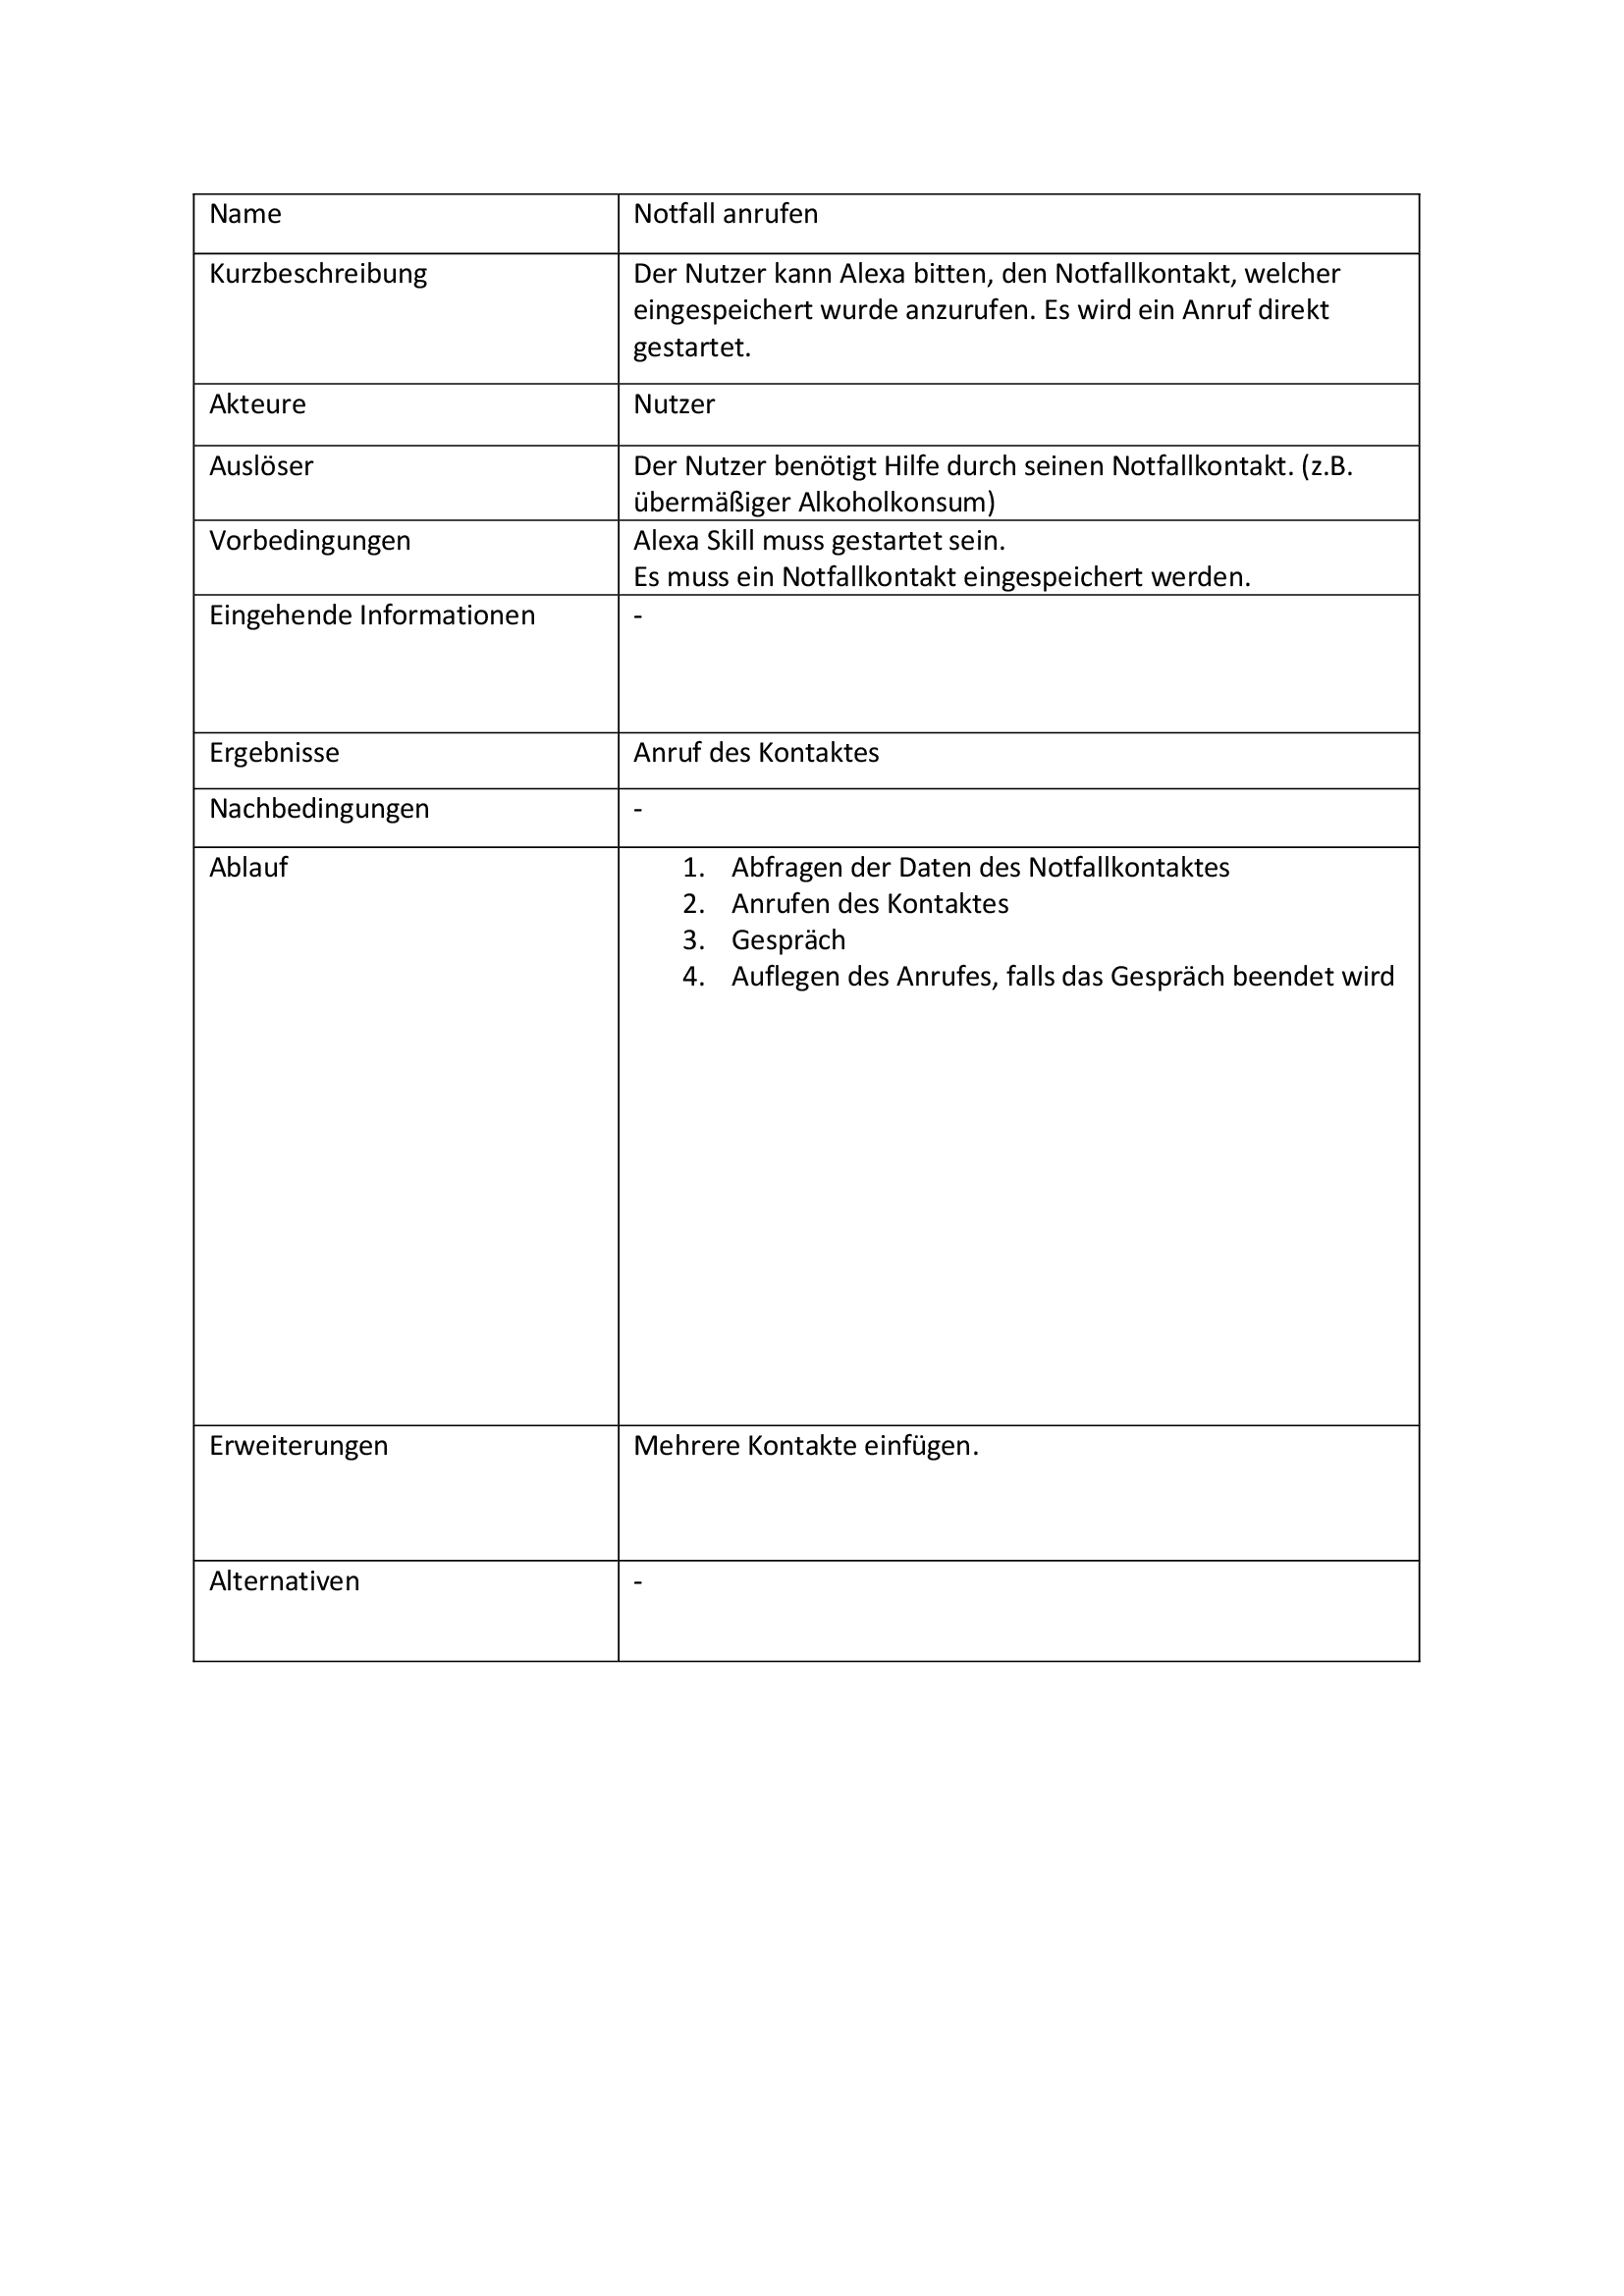 Name
Notfall anrufen
Kurzbeschreibung
Der Nutzer kann Alexa bitten, den Notfallkontakt, welcher
eingespeichert wurde anzurufen. Es wird ein Anruf direkt
gestartet.
Akteure
Nutzer
Auslöser
Der Nutzer benötigt Hilfe durch seinen Notfallkontakt. (z.B.
übermäßiger Alkoholkonsum)
Vorbedingungen
Alexa Skill muss gestartet sein.
Es muss ein Notfallkontakt eingespeichert werden.
Eingehende Informationen
-
Ergebnisse
Anruf des Kontaktes
Nachbedingungen
-
Ablauf
1. Abfragen der Daten des Notfallkontaktes
2. Anrufen des Kontaktes
3. Gespräch
4. Auflegen des Anrufes, falls das Gespräch beendet wird
Erweiterungen
Mehrere Kontakte einfügen.
Alternativen
-